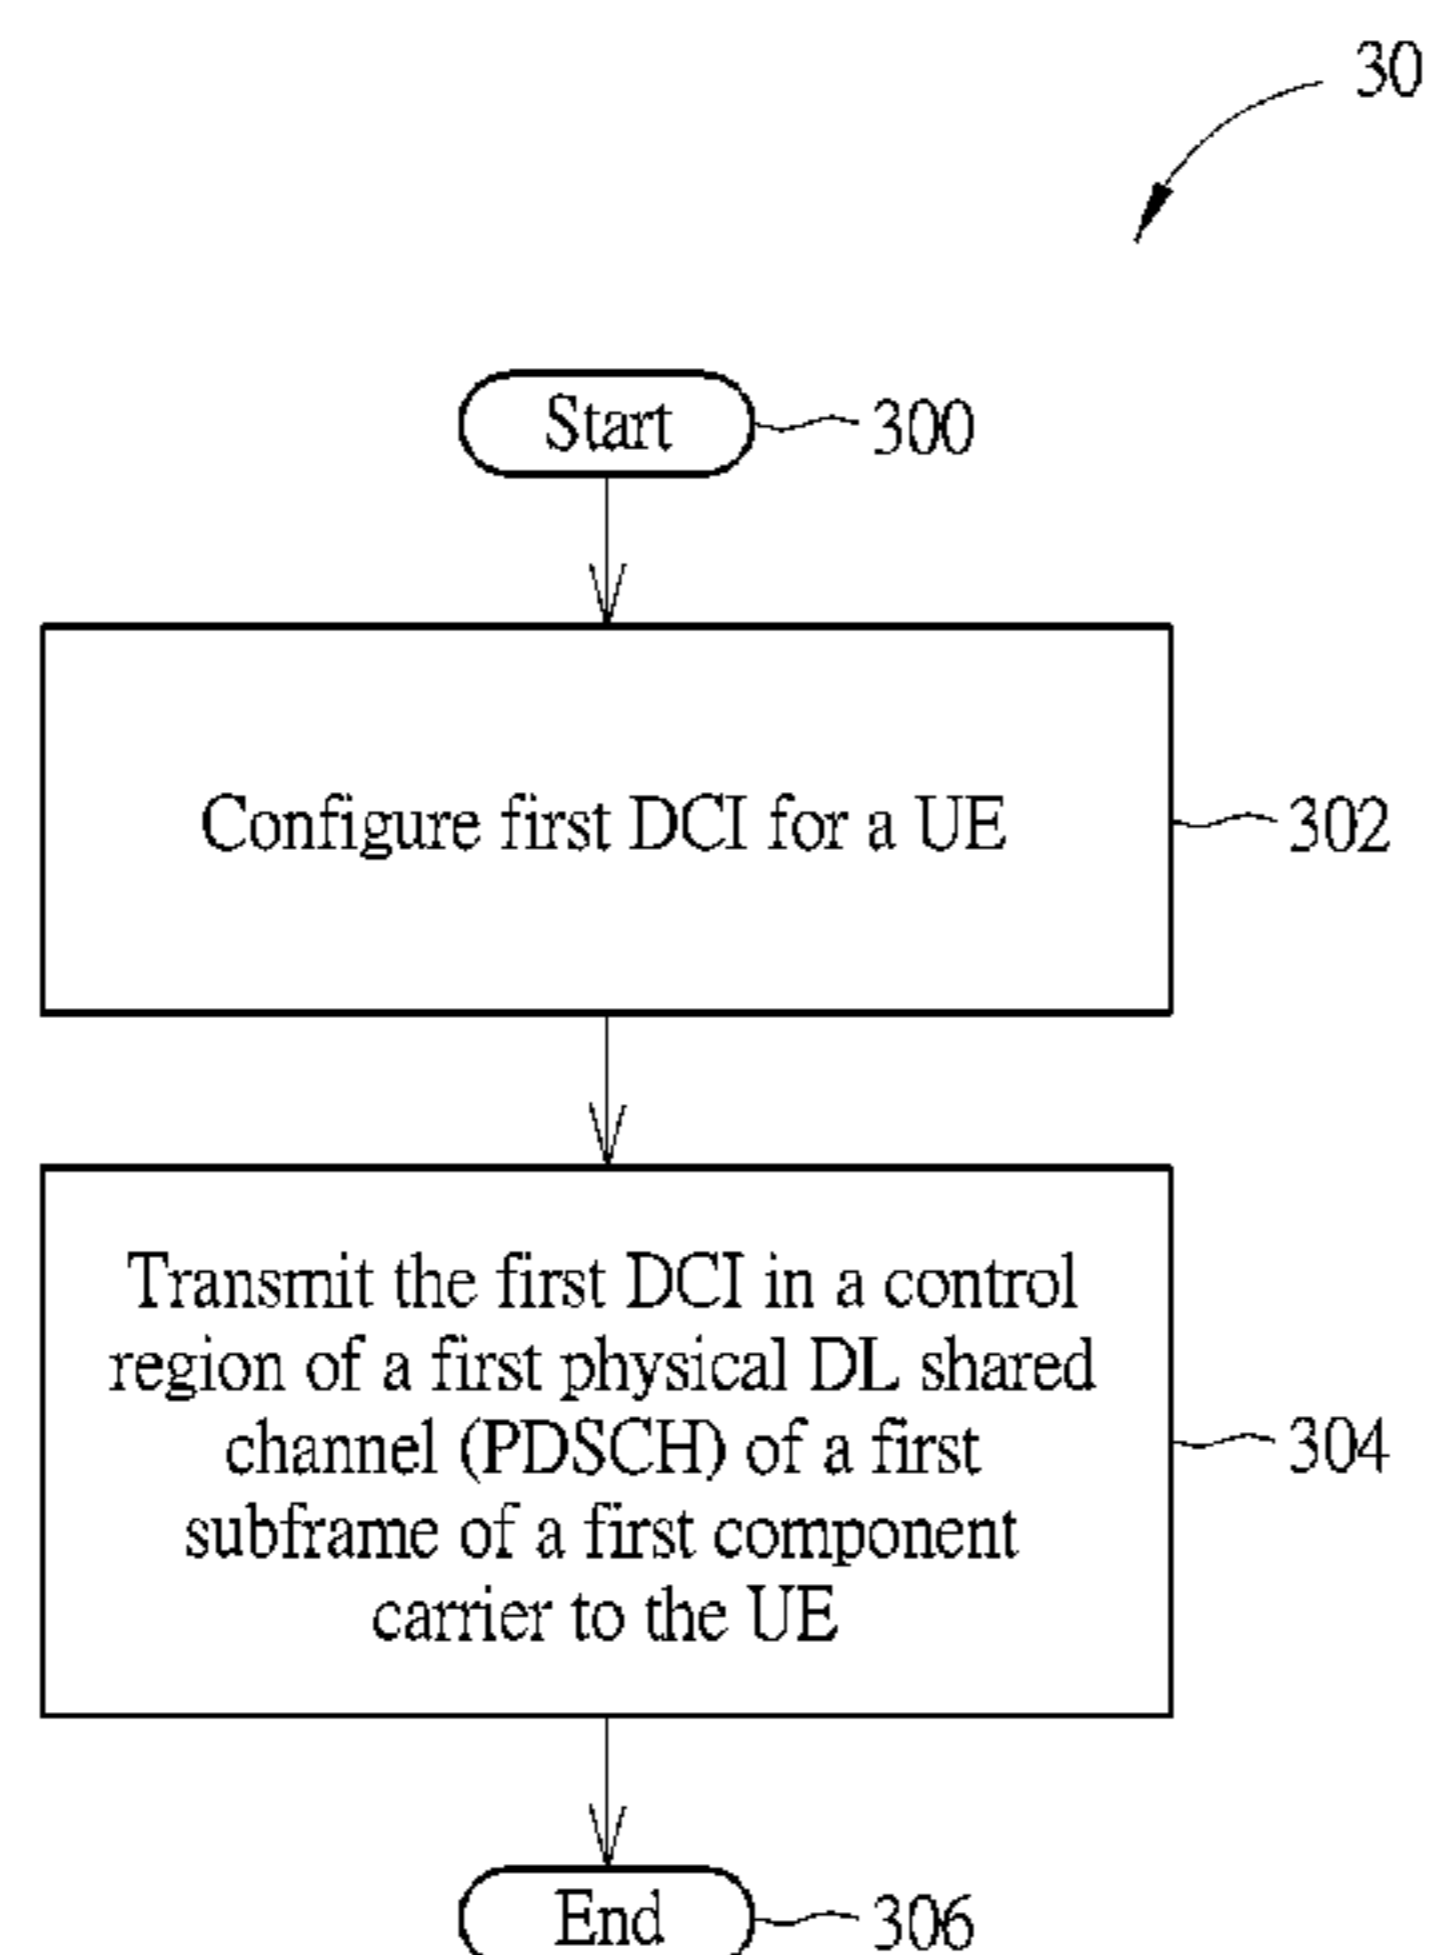 30
Start
300
Configure first DCI for a UE
302
Transmit the first DCI in a control
region of a first physical DL shared
channel (PDSCH) of a first
subframe of a first component
carrier to the UE
304
End
306